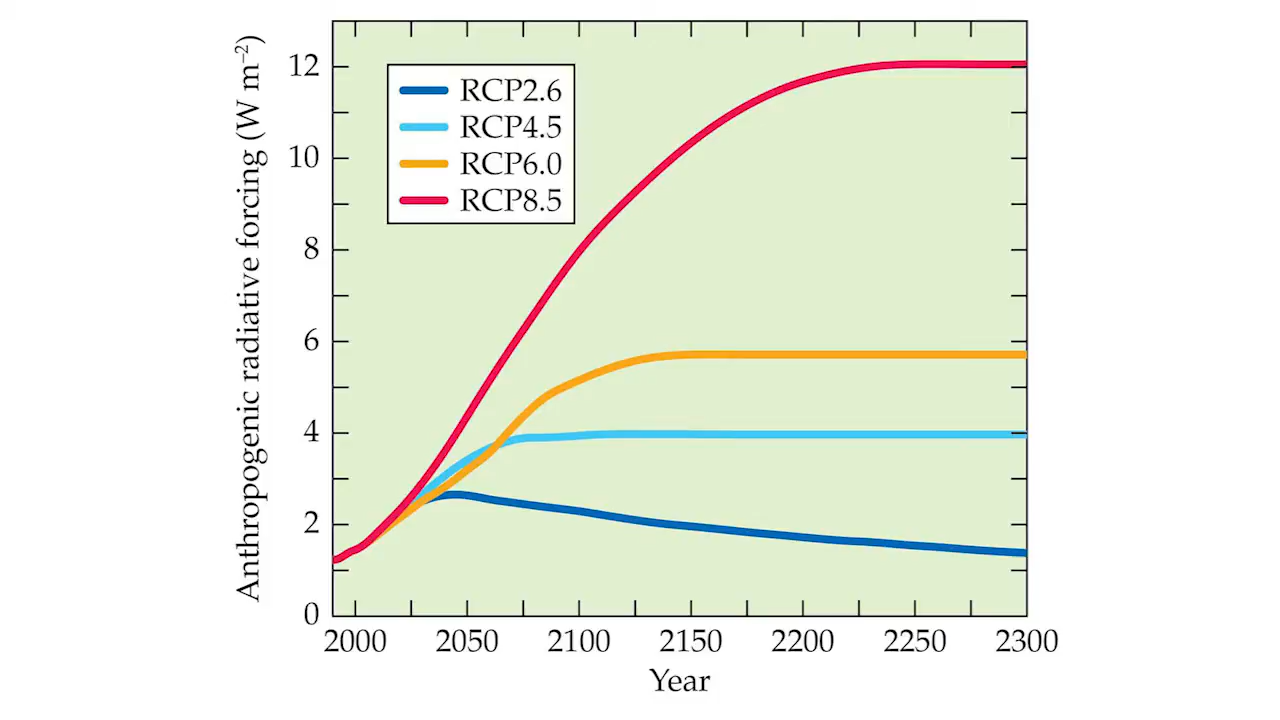 Anthropogenic radiative forcing (W m–2)
12
10
8
6
4
2
0
RCP2.6
RCP4.5
RCP6.0
RCP8.5
2000 2050 2100 2150 2200 2250 2300
Year